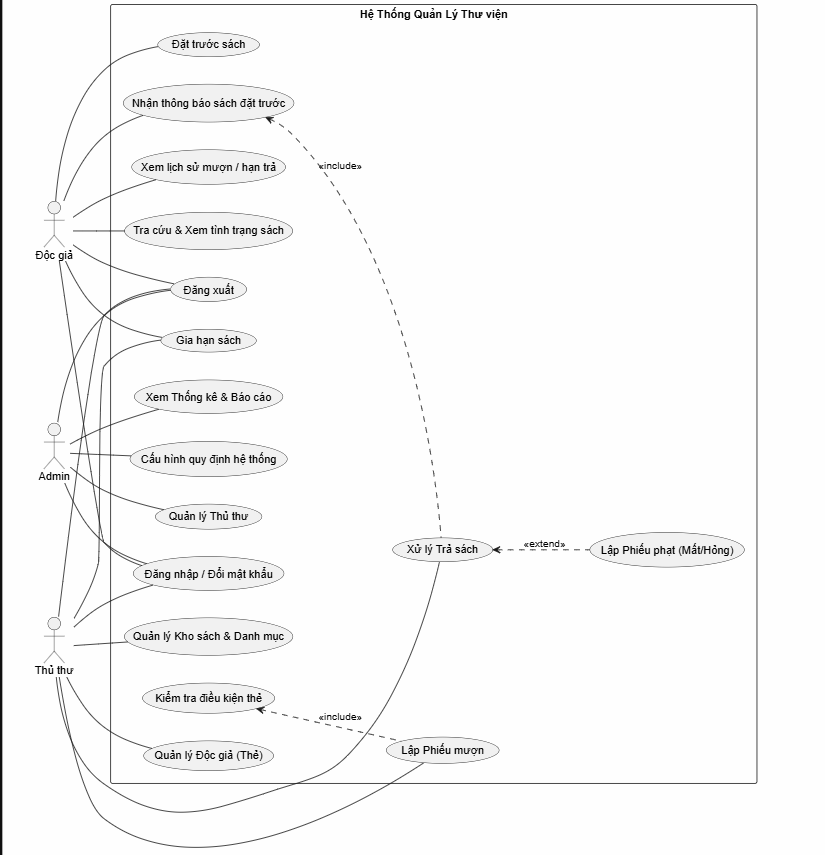 Hệ Thống Quản Lý Thư viện
Đặt trước sách
Nhận thông báo sách đặt trước
«include»
Xem lịch sử mượn / hạn trả
Tra cứu & Xem tình trạng sách
Độc giả
Đăng xuất
Gia hạn sách
Xem Thống kê & Báo cáo
Cấu hình quy định hệ thống
Admin
Quản lý Thủ thư
Xử lý Trả sách
«extend»
Lập Phiếu phạt (Mất/Hỏng)
Đăng nhập / Đổi mật khẩu
Quản lý Kho sách & Danh mục
Thủ thư
Kiểm tra điều kiện thẻ
«include»
Lập Phiếu mượn
Quản lý Độc giả (Thẻ)